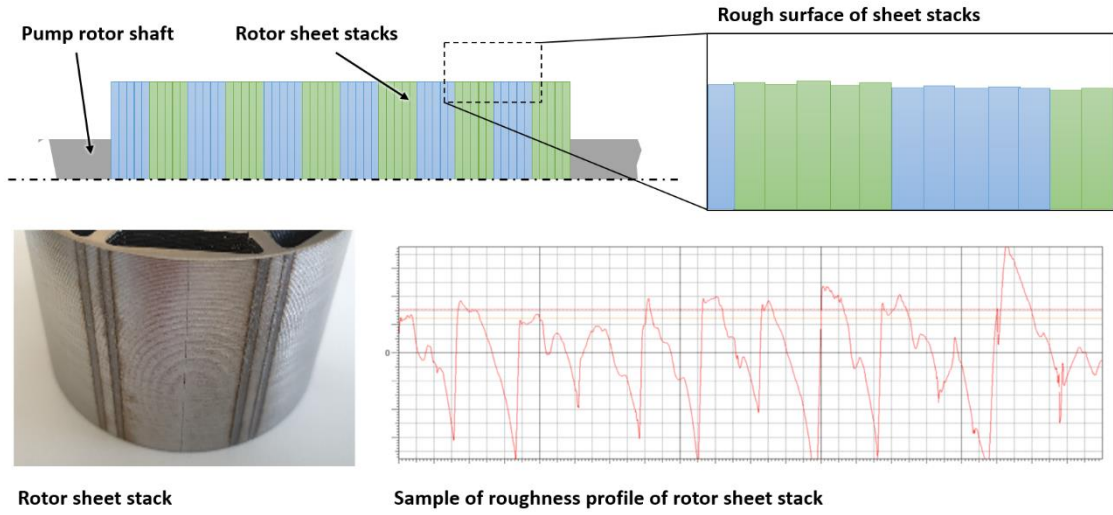 Rough surface of sheet stacks
Pump rotor shaft
Rotor sheet stacks
0
Rotor sheet stack
Sample of roughness profile of rotor sheet stack